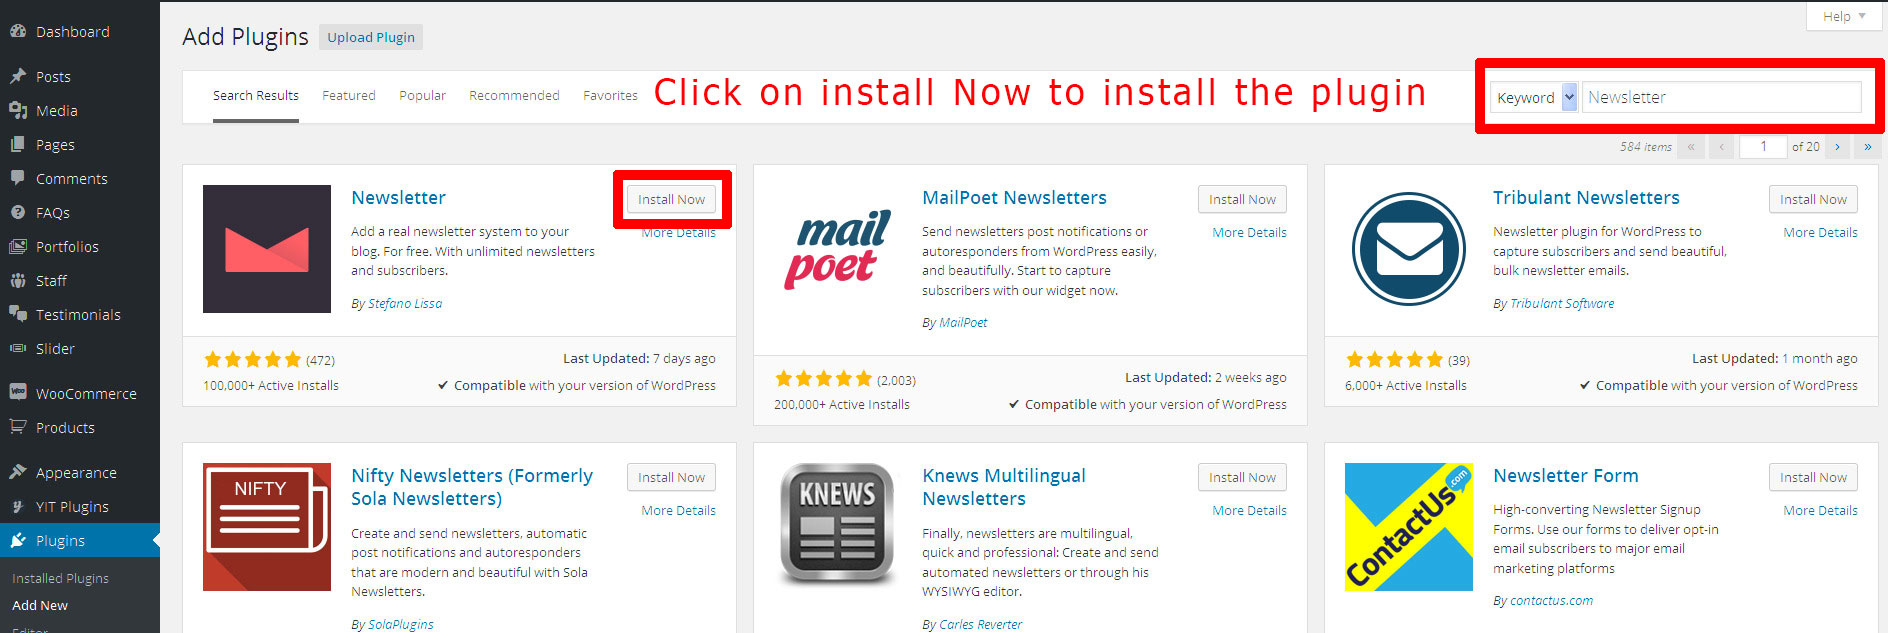 Help
Dashboard
Posts
Media
Pages
Comments
FAQs
Portfolios
Staff
Testimonials
Slider
WooCommerce
Products
Appearance
YIT Plugins
Plugins
Installed Plugins
Add New
Editor
Add Plugins Upload Plugin
Search Results Featured Popular Recommended Favorites
Click on install Now to install the plugin
Keyword Newsletter
584 items « ‹ 1 of 20 › »
Newsletter
Install Now
More Details
Add a real newsletter system to your
blog. For free. With unlimited newsletters
and subscribers.
By Stefano Lissa
(472)
Last Updated: 7 days ago
100,000+ Active Installs
✔ Compatible with your version of WordPress
mail
poet
MailPoet Newsletters
Install Now
More Details
Send newsletters post notifications or
autoresponders from WordPress easily,
and beautifully. Start to capture
subscribers with our widget now.
By MailPoet
(2,003)
Last Updated: 2 weeks ago
200,000+ Active Installs
✔ Compatible with your version of WordPress
Tribulant Newsletters
Install Now
More Details
Newsletter plugin for WordPress to
capture subscribers and send beautiful,
bulk newsletter emails.
By Tribulant Software
(39)
Last Updated: 1 month ago
6,000+ Active Installs
✔ Compatible with your version of WordPress
NIFTY
Nifty Newsletters (Formerly
Sola Newsletters)
Install Now
More Details
Create and send newsletters, automatic
post notifications and autoresponders
that are modern and beautiful with Sola
Newsletters.
By SolaPlugins
KNEWS
Knews Multilingual
Newsletters
Install Now
More Details
Finally, newsletters are multilingual,
quick and professional: Create and send
automated newsletters or through his
WYSIWYG editor.
By Carles Reverter
ContactUs.com
Newsletter Form
Install Now
More Details
High-converting Newsletter Signup
Forms. Use our forms to deliver opt-in
email subscribers to major email
marketing platforms
By contactus.com